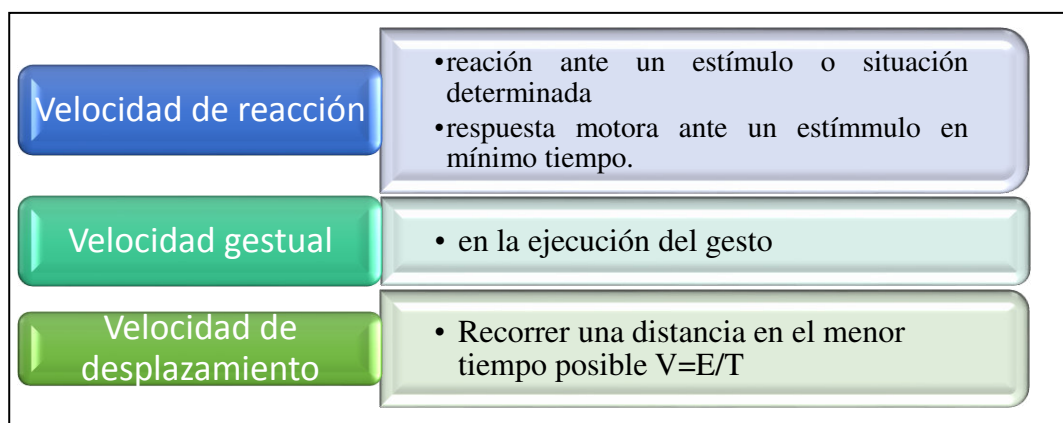 Velocidad de reacción
•reación ante un estímulo o situación
determinada
•respuesta motora ante un estímmulo en
mínimo tiempo.
Velocidad gestual
• en la ejecución del gesto
Velocidad de
desplazamiento
• Recorrer una distancia en el menor
tiempo posible V=E/T